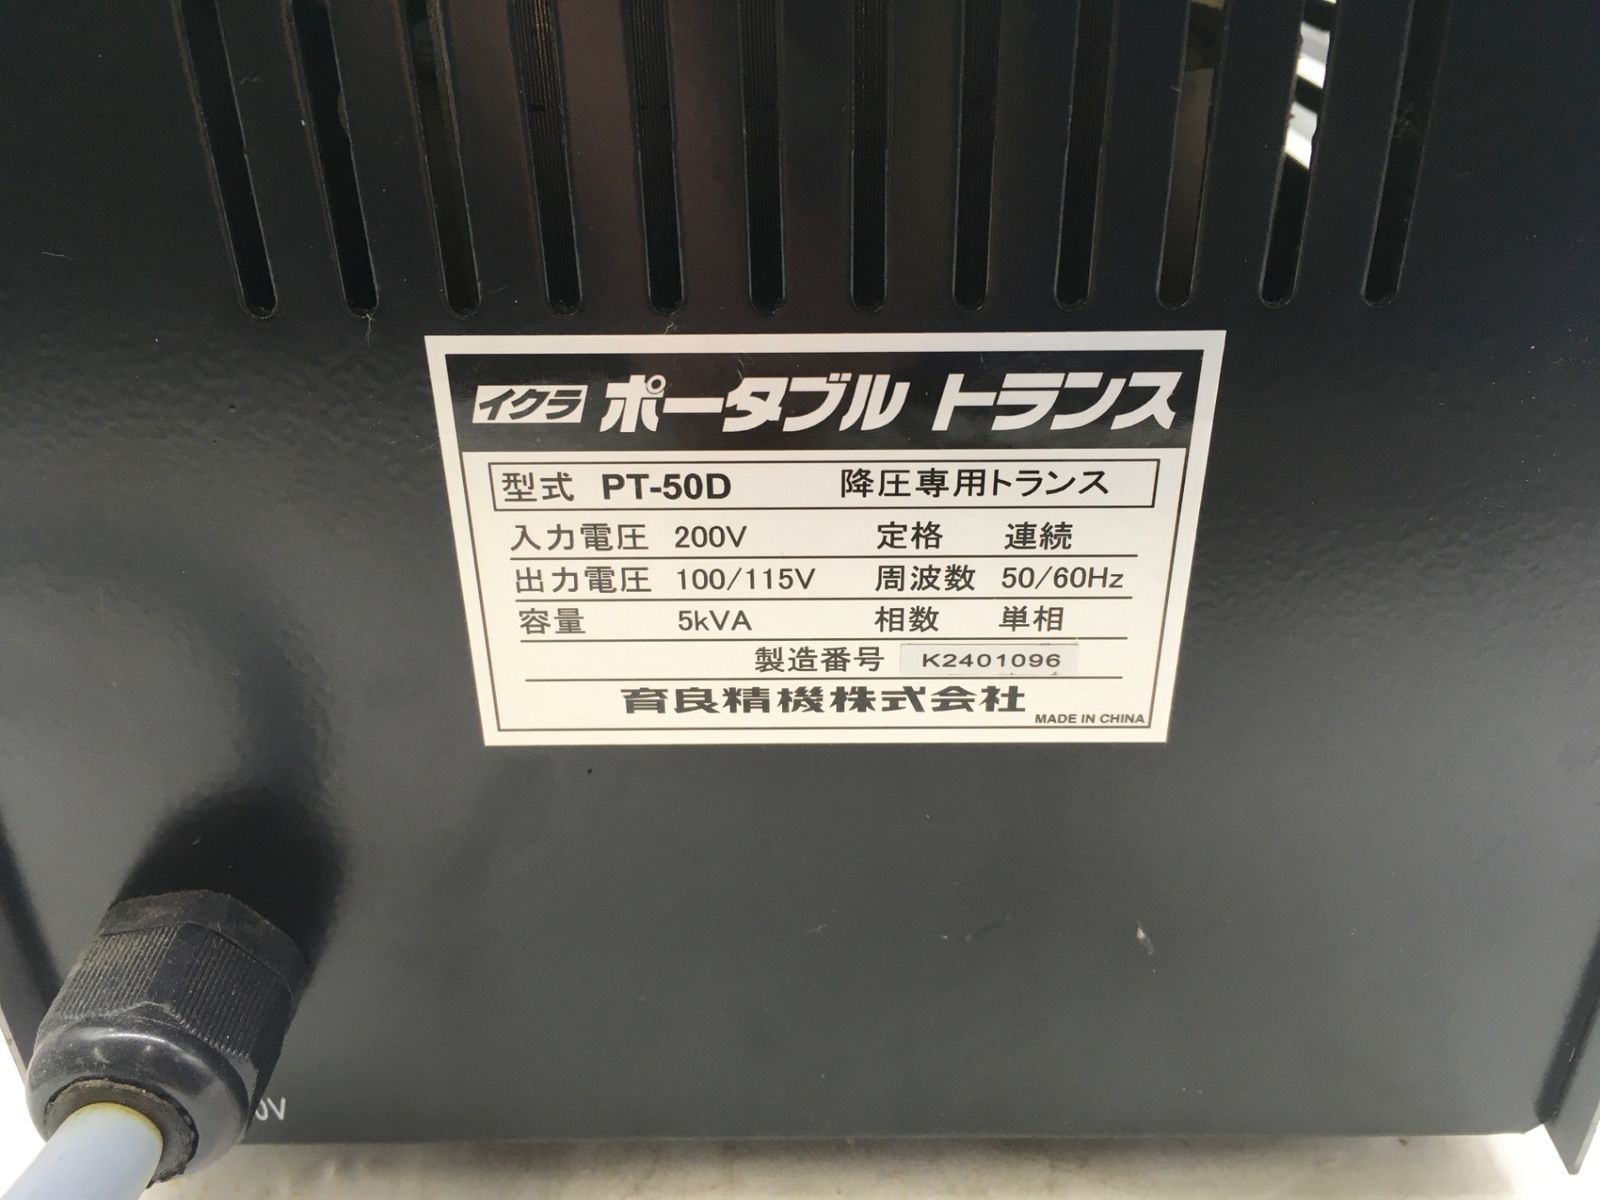 イクラ ポータブル トランス
型式 PT-50D 降圧専用トランス
入力電圧 200V 定格 連続
出力電圧 100/115V 周波数 50/60Hz
容量 5kVA 相数 単相
製造番号 K2401096
育良精機株式会社
MADE IN CHINA
0V